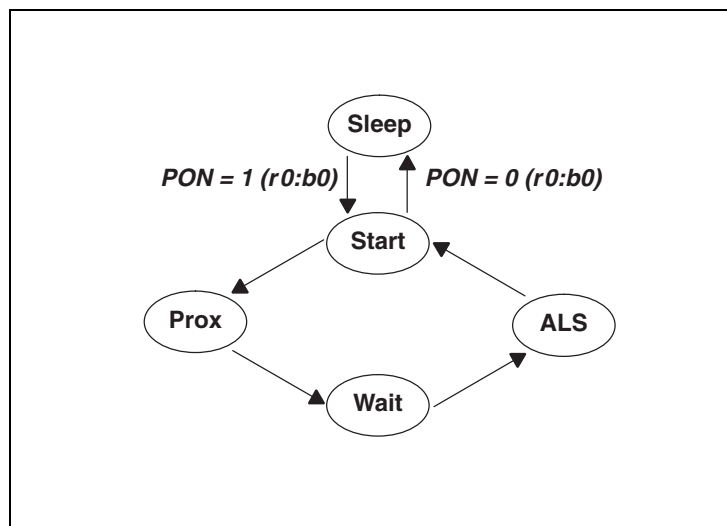 Sleep
PON = 1 (r0:b0)
PON = 0 (r0:b0)
Start
Prox
ALS
Wait